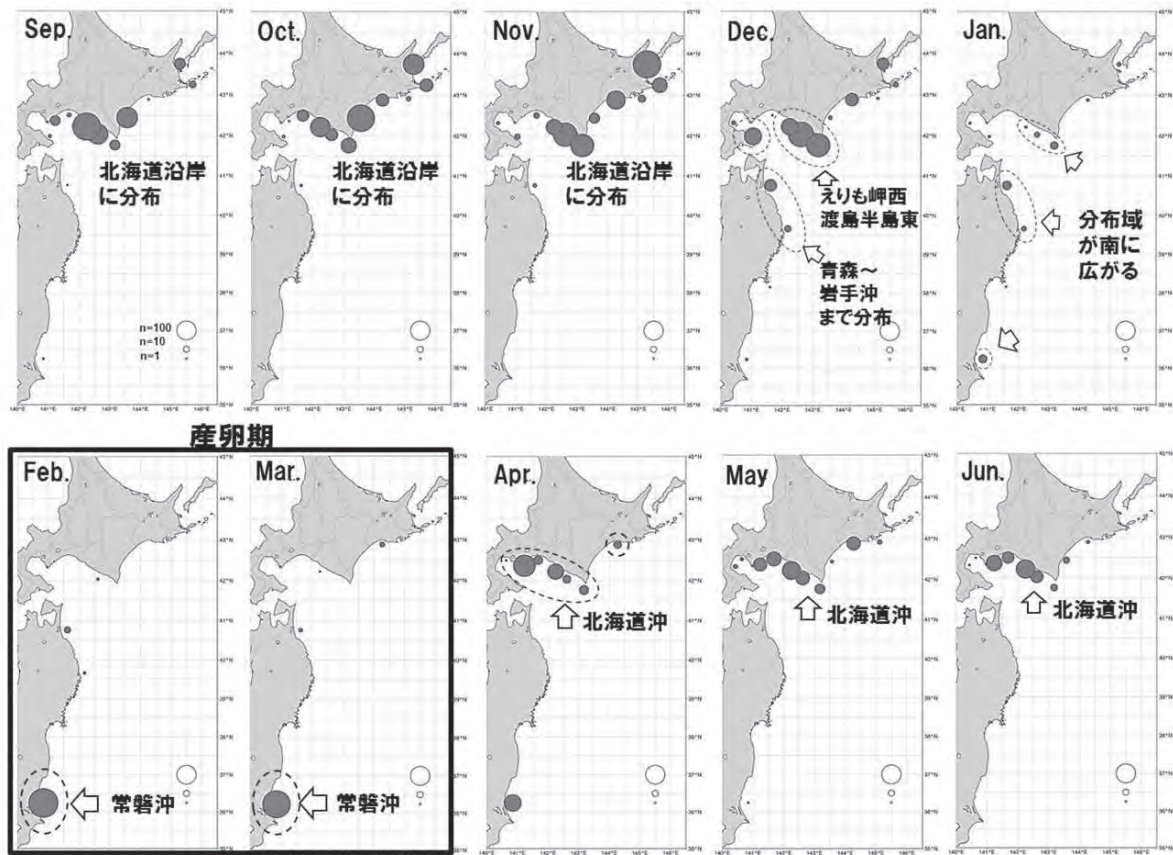 Sep.
北海道沿岸
に分布
n=100
n=10
n=1
Oct.
北海道沿岸
に分布
Nov.
北海道沿岸
に分布
Dec.
えりも岬西
渡島半島東
青森～
岩手沖
まで分布
Jan.
分布域
が南に
広がる
産卵期
Feb.
常磐沖
Mar.
常磐沖
Apr.
北海道沖
May
北海道沖
Jun.
北海道沖